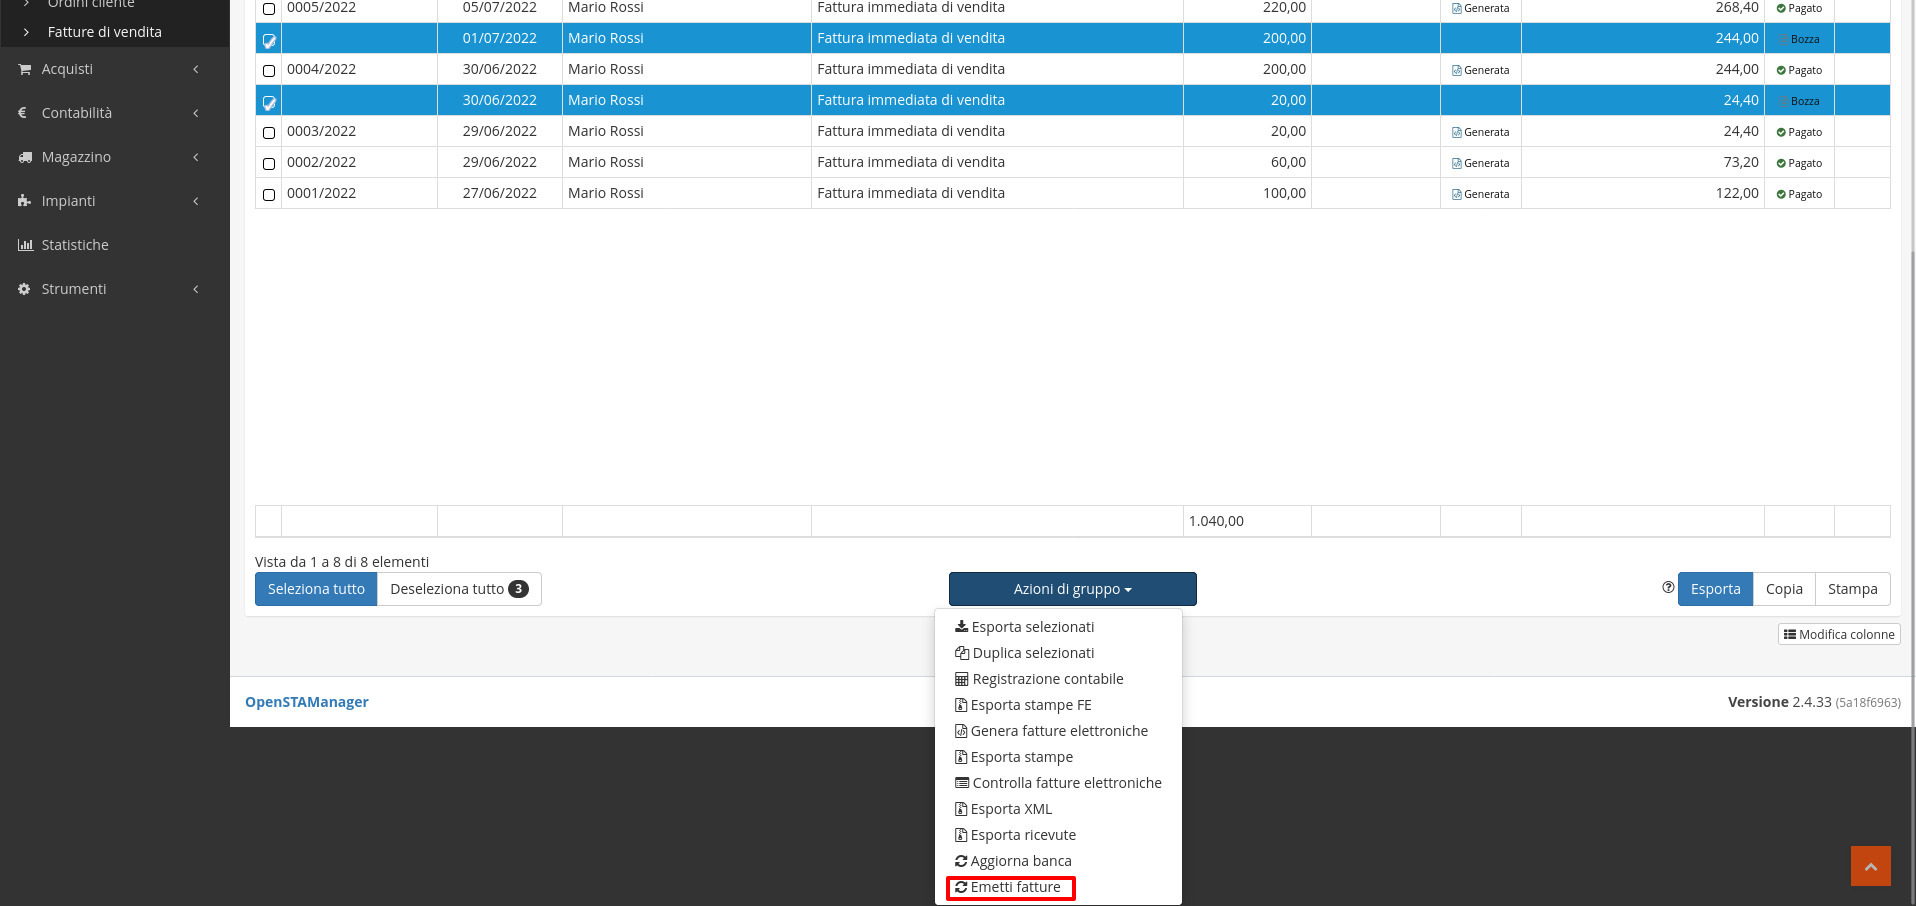 Ordini cliente
Fatture di vendita
Acquisti
Contabilità
Magazzino
Impianti
Statistiche
Strumenti
0005/2022 05/07/2022 Mario Rossi Fattura immediata di vendita 220,00 Generata 268,40 Pagato
01/07/2022 Mario Rossi Fattura immediata di vendita 200,00 244,00 Bozza
0004/2022 30/06/2022 Mario Rossi Fattura immediata di vendita 200,00 Generata 244,00 Pagato
30/06/2022 Mario Rossi Fattura immediata di vendita 20,00 24,40 Bozza
0003/2022 29/06/2022 Mario Rossi Fattura immediata di vendita 20,00 Generata 24,40 Pagato
0002/2022 29/06/2022 Mario Rossi Fattura immediata di vendita 60,00 Generata 73,20 Pagato
0001/2022 27/06/2022 Mario Rossi Fattura immediata di vendita 100,00 Generata 122,00 Pagato
1.040,00
Vista da 1 a 8 di 8 elementi
Seleziona tutto Deseleziona tutto 3 Azioni di gruppo Esporta Copia Stampa
Esporta selezionati
Duplica selezionati
Registrazione contabile
Esporta stampe FE
Genera fatture elettroniche
Esporta stampe
Controlla fatture elettroniche
Esporta XML
Esporta ricevute
Aggiorna banca
Emetti fatture
Modifica colonne
OpenSTAManager
Versione 2.4.33 (5a18f6963)